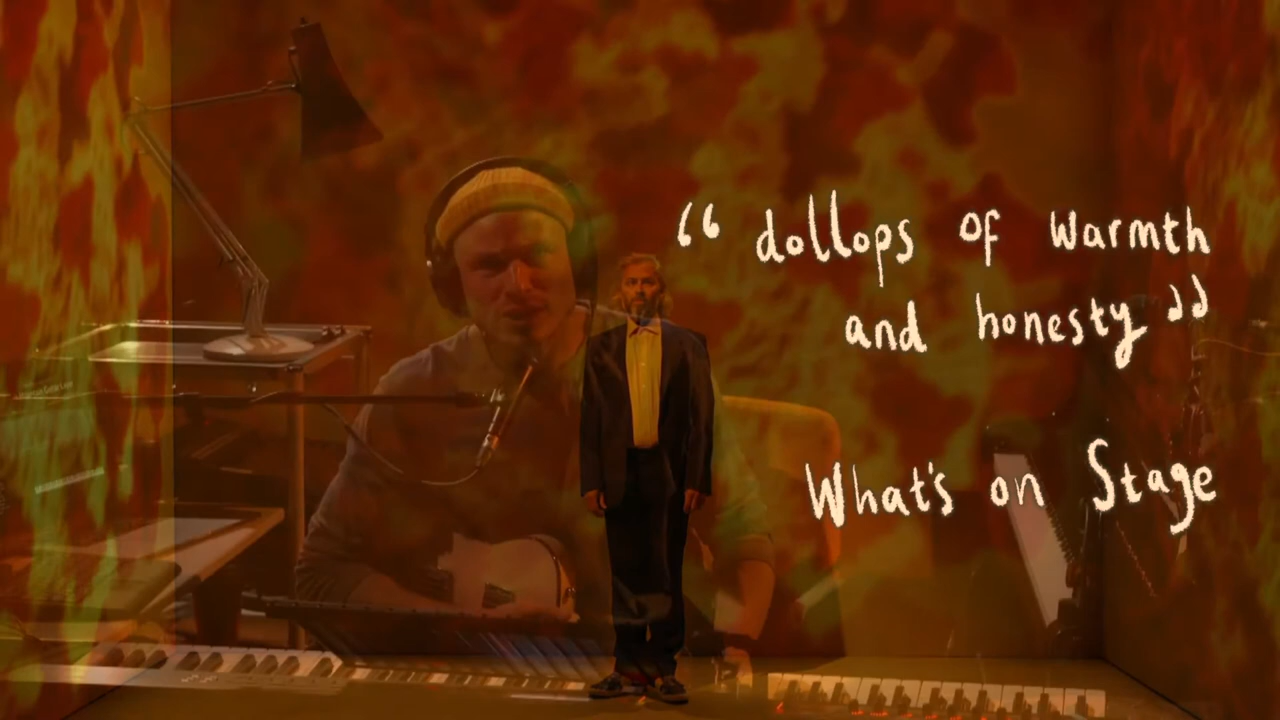 “ dollops of warmth
and honesty ”
What's on Stage